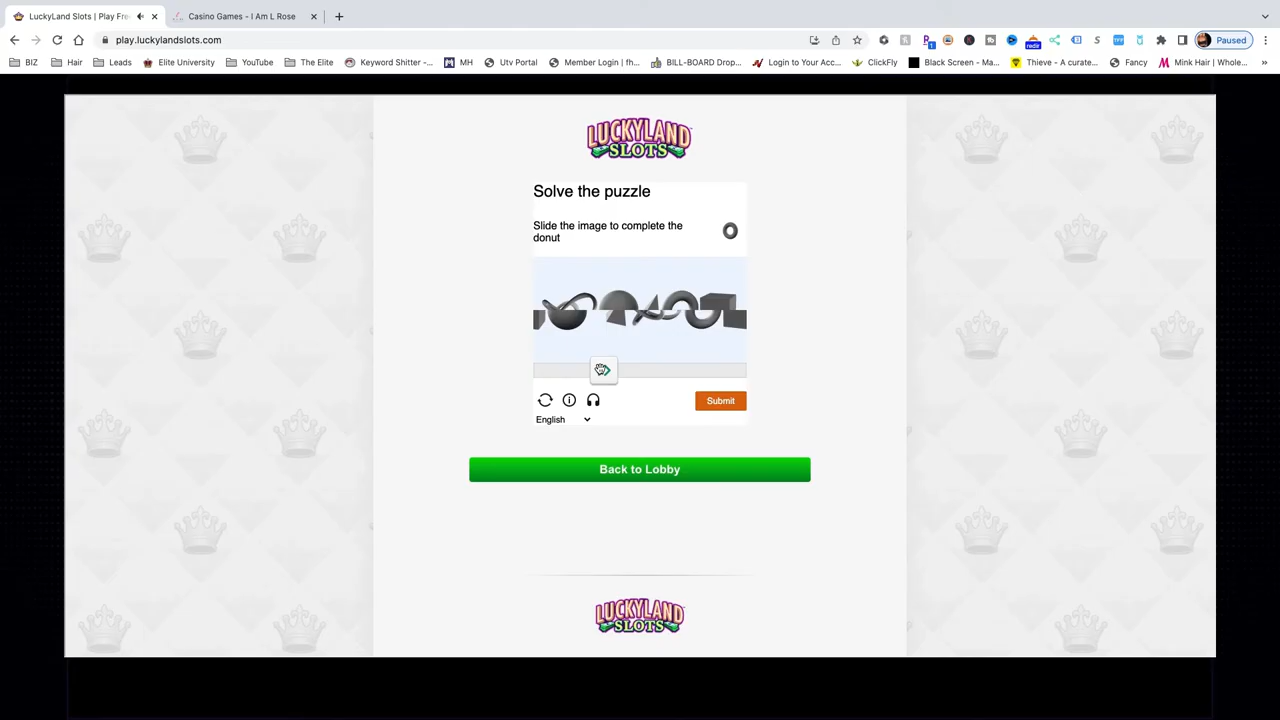 LuckyLand Slots | Play Fre
Casino Games - I Am L Rose
play.luckylandslots.com
Paused
BIZ
Hair
Leads
Elite University
YouTube
The Elite
Keyword Shitter -...
MH
Utv Portal
Member Login | fh...
BILL-BOARD Drop...
Login to Your Acc...
ClickFly
Black Screen - Ma...
Thieve - A curate...
Fancy
Mink Hair | Whole...
redir
LUCKYLAND
SLOTS
Solve the puzzle
Slide the image to complete the
donut
Submit
English
Back to Lobby
LUCKYLAND
SLOTS